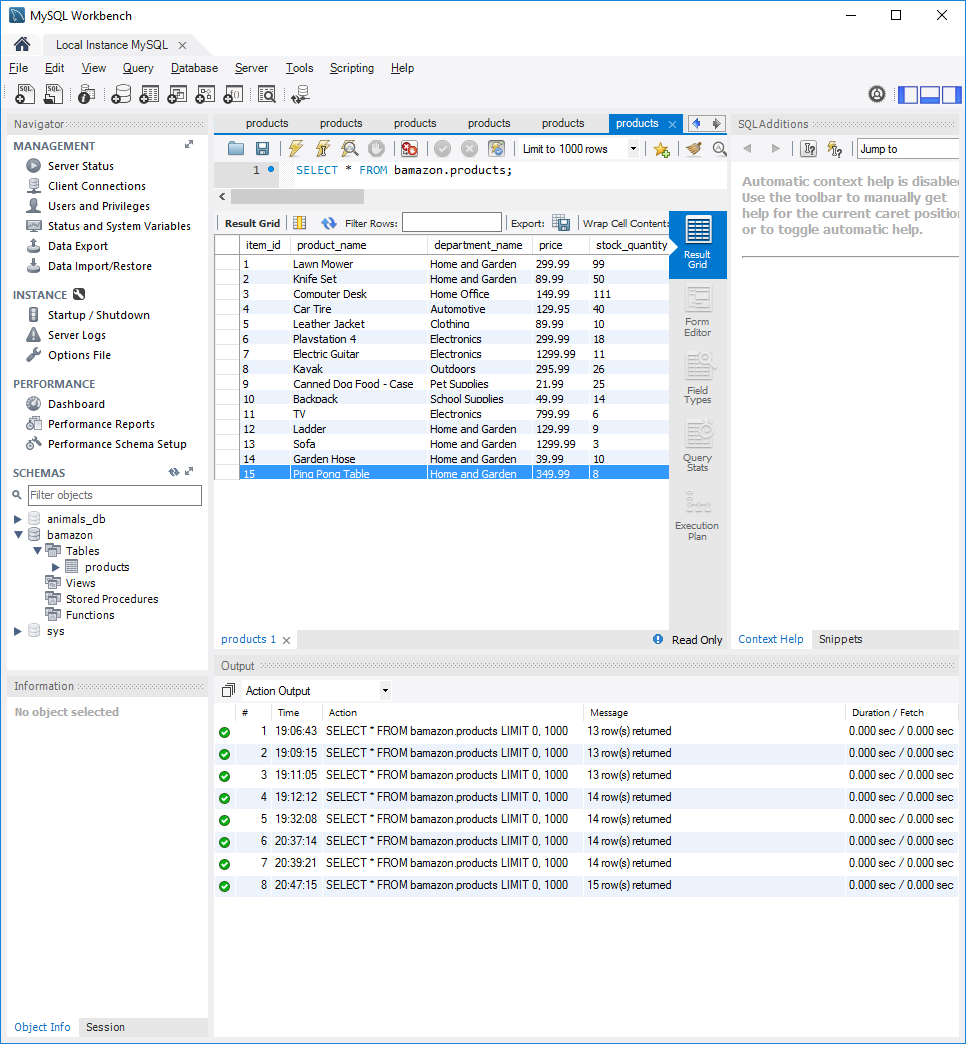 MySQL Workbench
Local Instance MySQL
File Edit View Query Database Server Tools Scripting Help
Navigator
MANAGEMENT
Server Status
Client Connections
Users and Privileges
Status and System Variables
Data Export
Data Import/Restore
INSTANCE
Startup / Shutdown
Server Logs
Options File
PERFORMANCE
Dashboard
Performance Reports
Performance Schema Setup
SCHEMAS
Filter objects
animals_db
bamazon
Tables
products
Views
Stored Procedures
Functions
sys
Information
No object selected
Object Info Session
products products products products products products
Limit to 1000 rows
1 SELECT * FROM bamazon.products;
Result Grid Filter Rows: Export: Wrap Cell Content:
item_id product_name department_name price stock_quantity
1 Lawn Mower Home and Garden 299.99 99
2 Knife Set Home and Garden 89.99 50
3 Computer Desk Home Office 149.99 111
4 Car Tire Automotive 129.95 40
5 Leather Jacket Clothing 89.99 10
6 Playstation 4 Electronics 299.99 18
7 Electric Guitar Electronics 1299.99 11
8 Kayak Outdoors 295.99 26
9 Canned Dog Food - Case Pet Supplies 21.99 25
10 Backpack School Supplies 49.99 14
11 TV Electronics 799.99 6
12 Ladder Home and Garden 129.99 9
13 Sofa Home and Garden 1299.99 3
14 Garden Hose Home and Garden 39.99 10
15 Ping Pong Table Home and Garden 349.99 8
Result Grid
Form Editor
Field Types
Query Stats
Execution Plan
products 1 Read Only
SQLAdditions
Jump to
Automatic context help is disabled
Use the toolbar to manually get
help for the current caret position
or to toggle automatic help.
Context Help Snippets
Output
Action Output
# Time Action Message Duration / Fetch
1 19:06:43 SELECT * FROM bamazon.products LIMIT 0, 1000 13 row(s) returned 0.000 sec / 0.000 sec
2 19:09:15 SELECT * FROM bamazon.products LIMIT 0, 1000 13 row(s) returned 0.000 sec / 0.000 sec
3 19:11:05 SELECT * FROM bamazon.products LIMIT 0, 1000 13 row(s) returned 0.000 sec / 0.000 sec
4 19:12:12 SELECT * FROM bamazon.products LIMIT 0, 1000 14 row(s) returned 0.000 sec / 0.000 sec
5 19:32:08 SELECT * FROM bamazon.products LIMIT 0, 1000 14 row(s) returned 0.000 sec / 0.000 sec
6 20:37:14 SELECT * FROM bamazon.products LIMIT 0, 1000 14 row(s) returned 0.000 sec / 0.000 sec
7 20:39:21 SELECT * FROM bamazon.products LIMIT 0, 1000 14 row(s) returned 0.000 sec / 0.000 sec
8 20:47:15 SELECT * FROM bamazon.products LIMIT 0, 1000 15 row(s) returned 0.000 sec / 0.000 sec